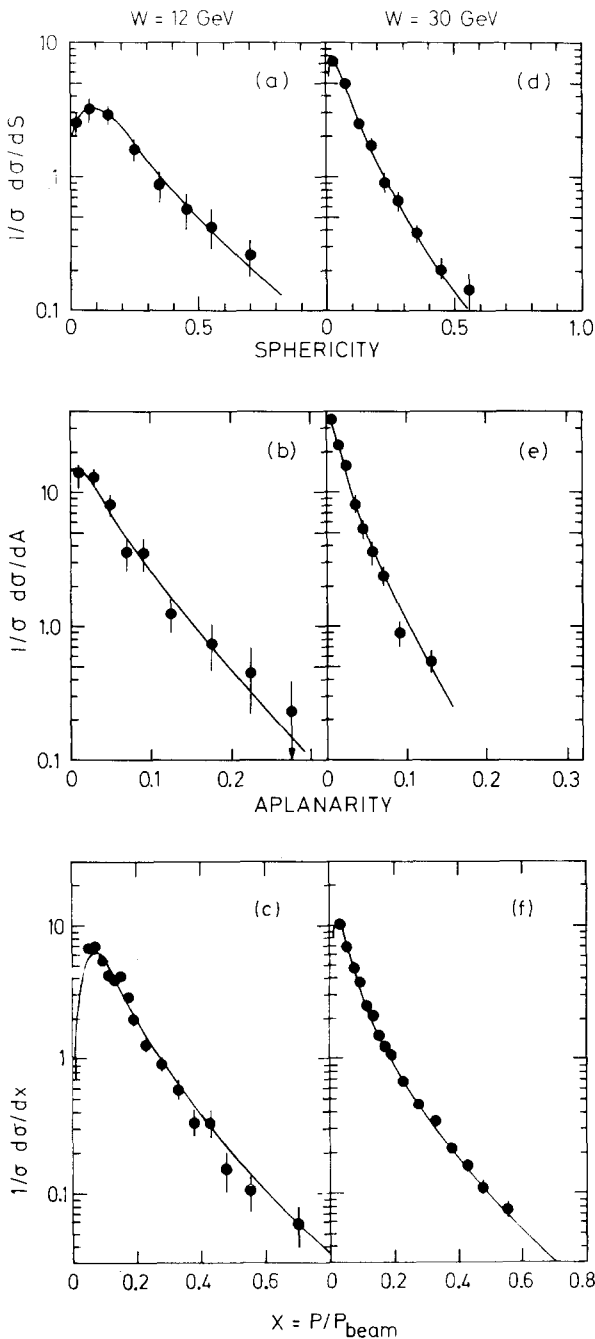 W = 12 GeV W = 30 GeV
10
(a) (d)
1/σ dσ/dS
1
0.1
0 0.5 0 0.5 1.0
SPHERICITY
(b) (e)
10
1/σ dσ/dA
1.0
0.1
0 0.1 0.2 0 0.1 0.2 0.3
APLANARITY
(c) (f)
10
1/σ dσ/dx
1
0.1
0 0.2 0.4 0.6 0 0.2 0.4 0.6 0.8
X = P/Pbeam